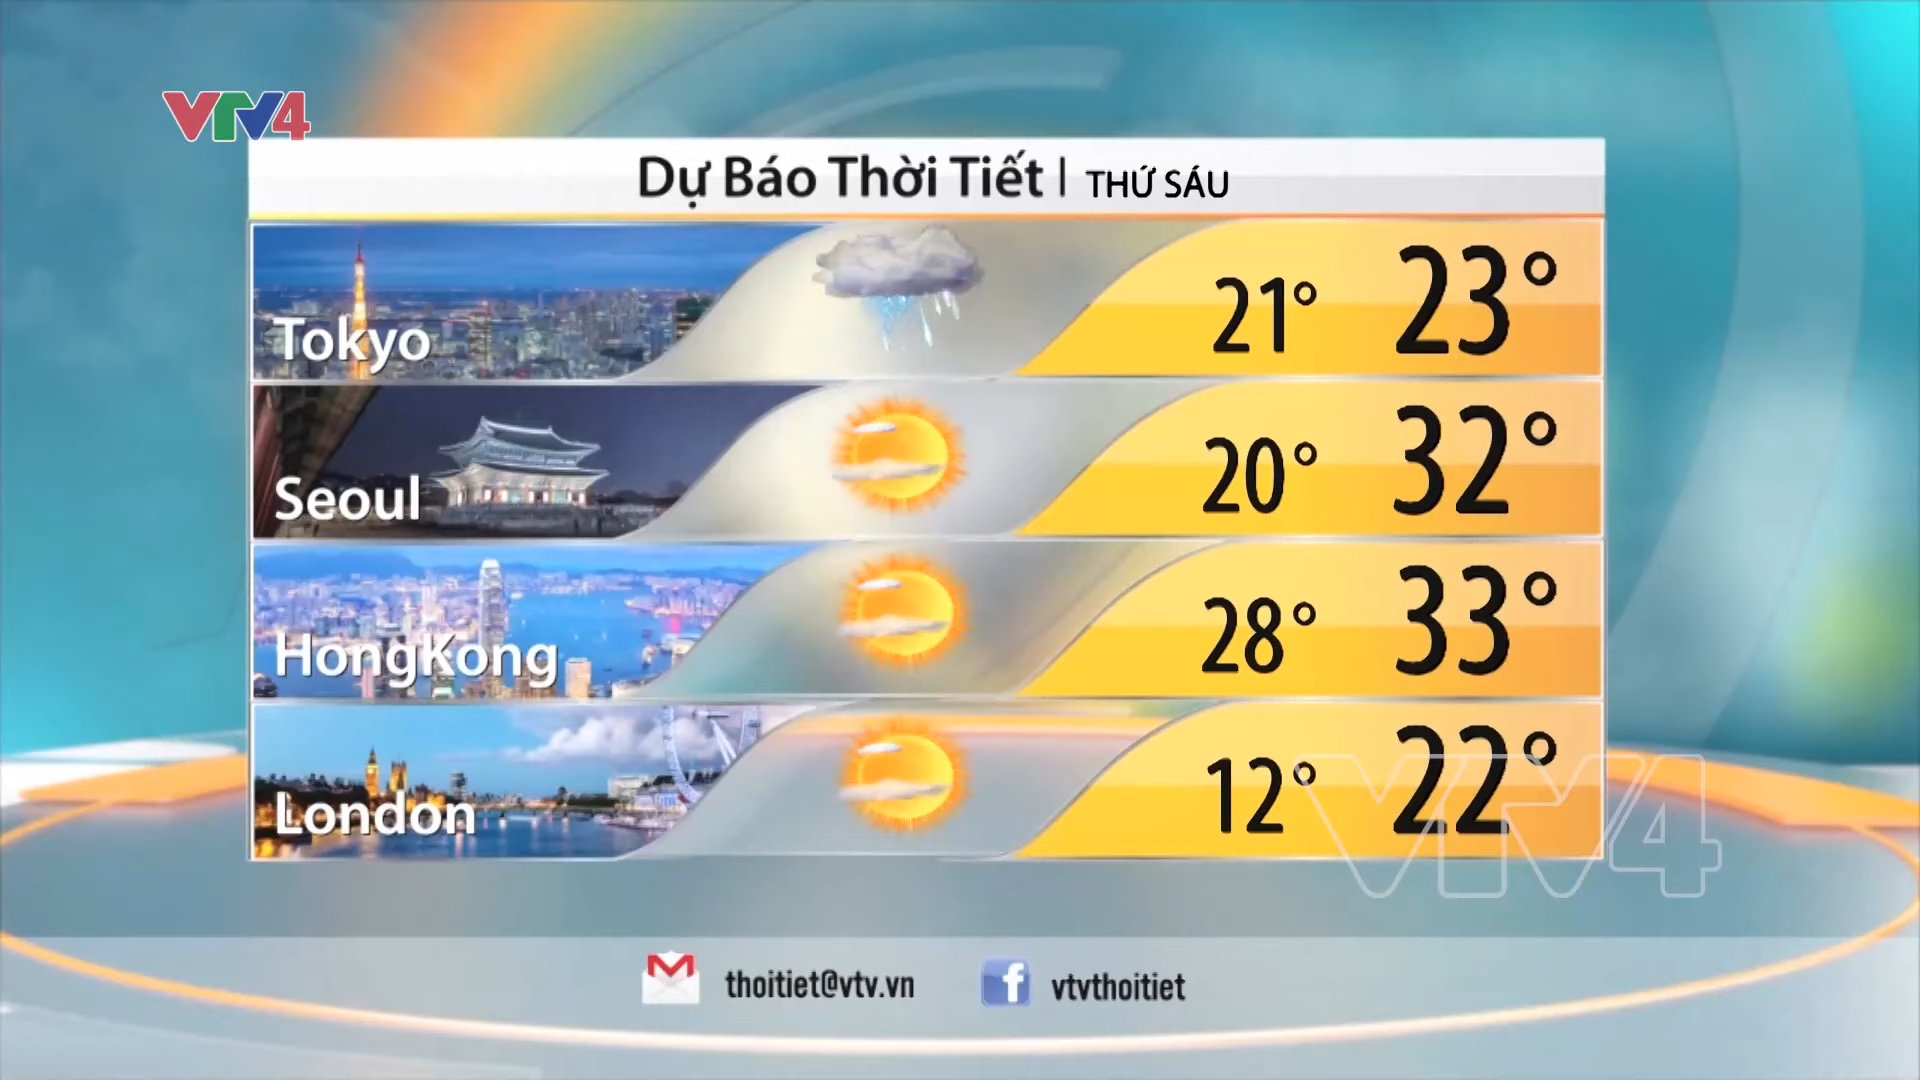 VTV4
Dự Báo Thời Tiết | THỨ SÁU
Tokyo 21° 23°
Seoul 20° 32°
HongKong 28° 33°
London 12° 22°
VTV4
thoitiet@vtv.vn vtvthoitiet